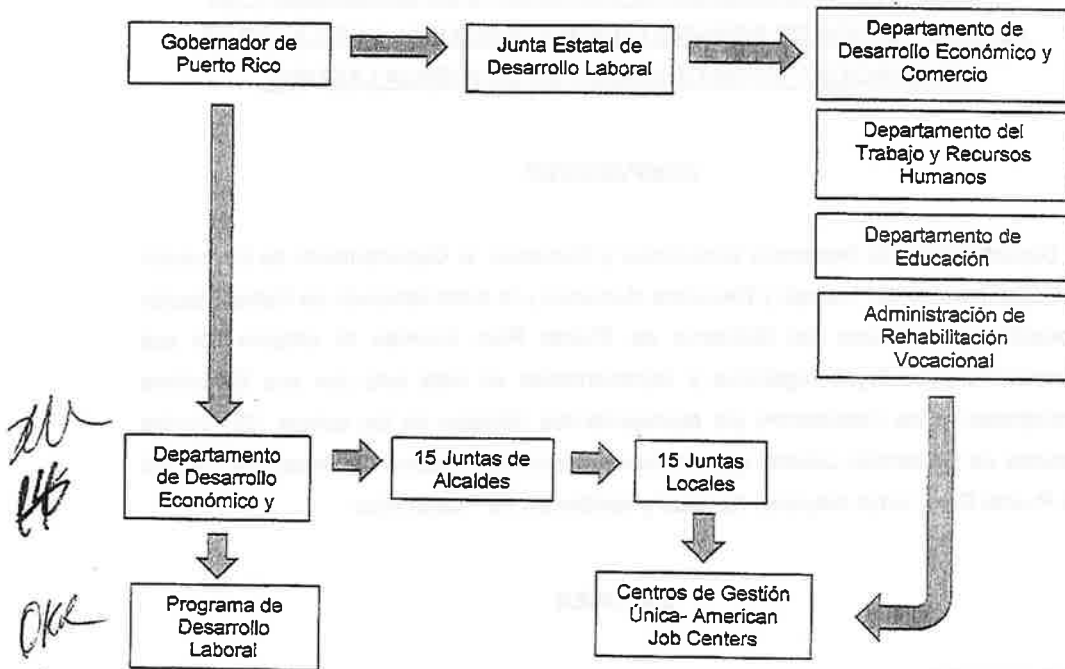 Gobernador de
Puerto Rico
Junta Estatal de
Desarrollo Laboral
Departamento de
Desarrollo Económico y
Comercio
Departamento del
Trabajo y Recursos
Humanos
Departamento de
Educación
Administración de
Rehabilitación
Vocacional
Departamento
de Desarrollo
Económico y
15 Juntas de
Alcaldes
15 Juntas
Locales
Programa de
Desarrollo
Laboral
Centros de Gestión
Única- American
Job Centers